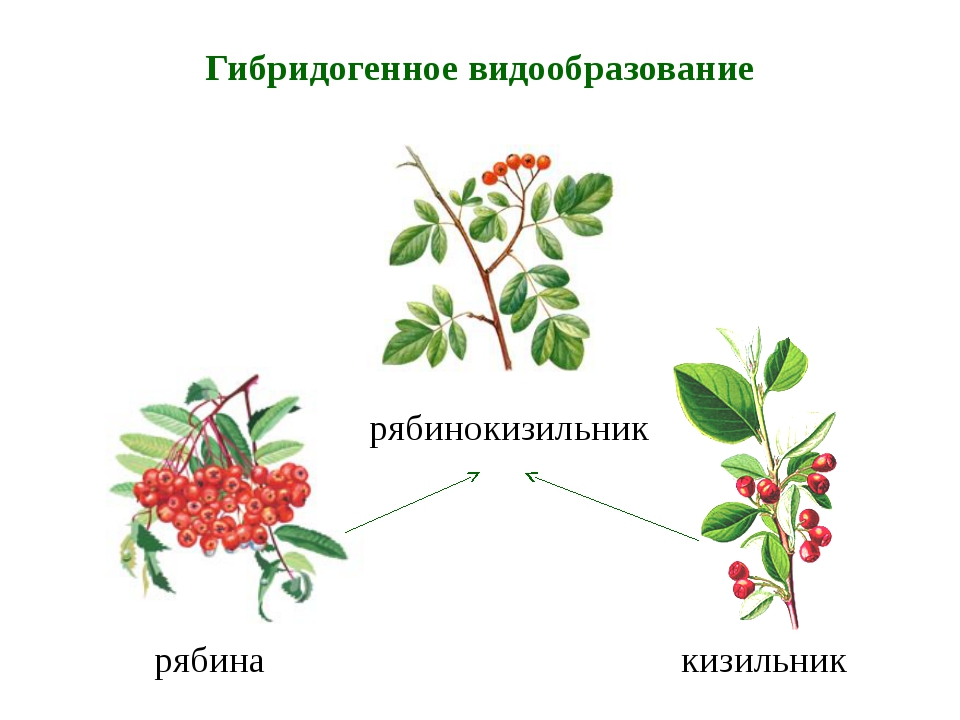 Гибридогенное видообразование
рябинокизильник
рябина
кизильник